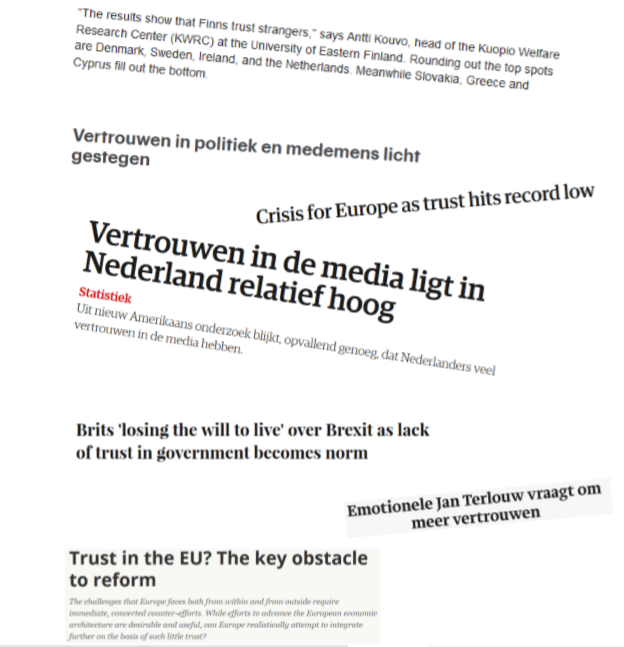 "The results show that Finns trust strangers," says Antti Kouvo, head of the Kuopio Welfare
Research Center (KWRC) at the University of Eastern Finland. Rounding out the top spots
are Denmark, Sweden, Ireland, and the Netherlands. Meanwhile Slovakia, Greece and
Cyprus fill out the bottom.
Vertrouwen in politiek en medemens licht
gestegen
Crisis for Europe as trust hits record low
Vertrouwen in de media ligt in
Nederland relatief hoog
Statistiek
Uit nieuw Amerikaans onderzoek blijkt, opvallend genoeg, dat Nederlanders veel
vertrouwen in de media hebben.
Brits 'losing the will to live' over Brexit as lack
of trust in government becomes norm
Emotionele Jan Terlouw vraagt om
meer vertrouwen
Trust in the EU? The key obstacle
to reform
The challenges that Europe faces both from within and from outside require
immediate, concerted counter-efforts. While efforts to advance the European economic
architecture are desirable and useful, can Europe realistically attempt to integrate
further on the basis of such little trust?